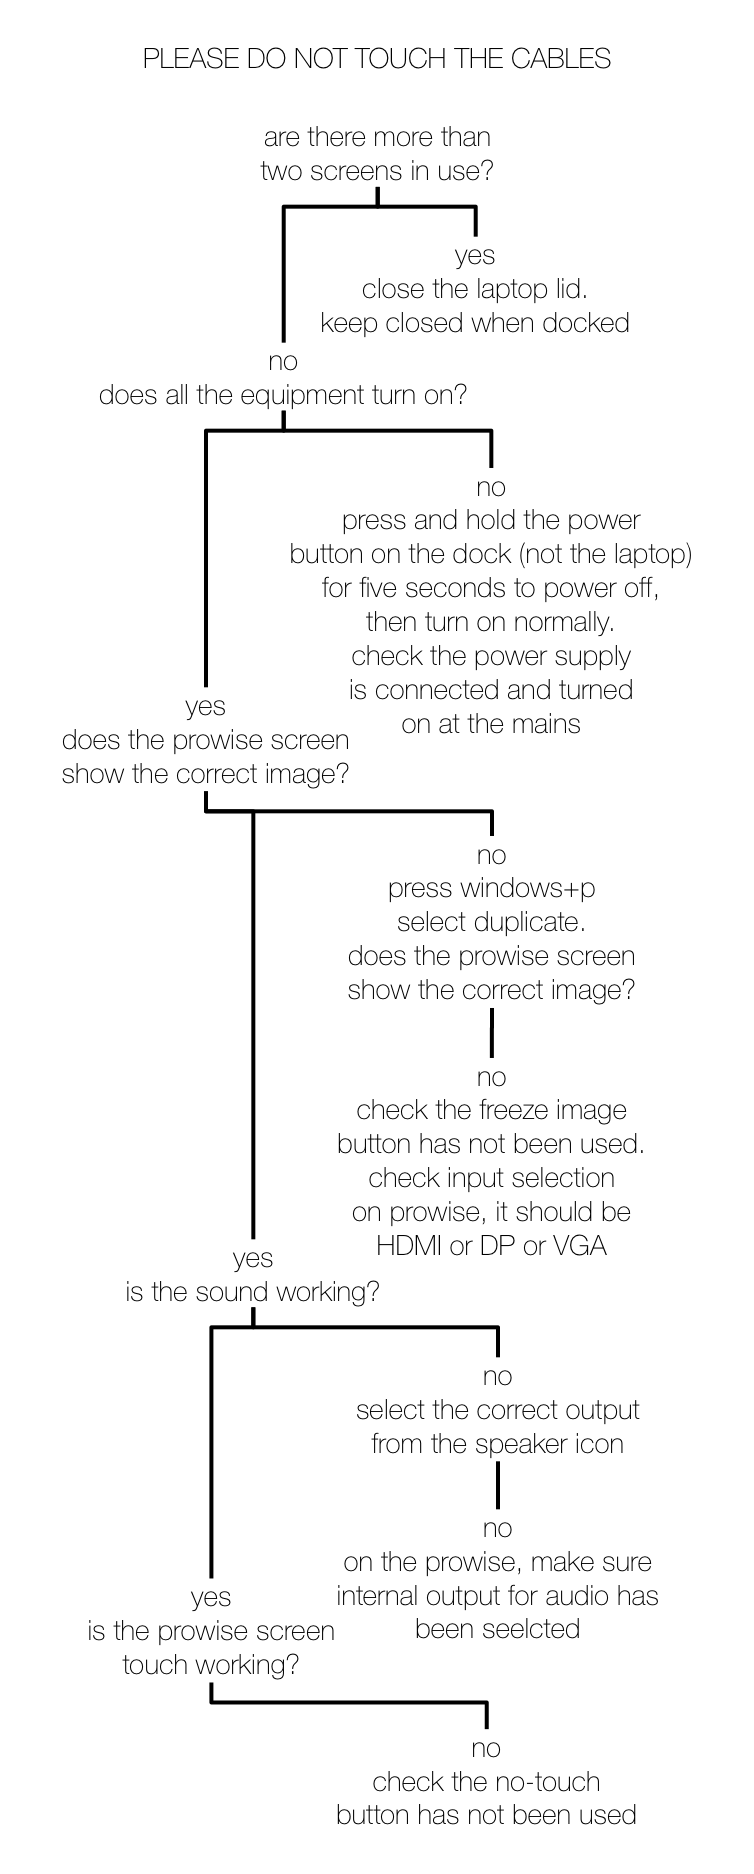 PLEASE DO NOT TOUCH THE CABLES
are there more than
two screens in use?
yes
close the laptop lid.
keep closed when docked
no
does all the equipment turn on?
no
press and hold the power
button on the dock (not the laptop)
for five seconds to power off,
then turn on normally.
check the power supply
is connected and turned
on at the mains
yes
does the prowise screen
show the correct image?
no
press windows+p
select duplicate.
does the prowise screen
show the correct image?
no
check the freeze image
button has not been used.
check input selection
on prowise, it should be
HDMI or DP or VGA
yes
is the sound working?
no
select the correct output
from the speaker icon
no
on the prowise, make sure
internal output for audio has
been seelcted
yes
is the prowise screen
touch working?
no
check the no-touch
button has not been used